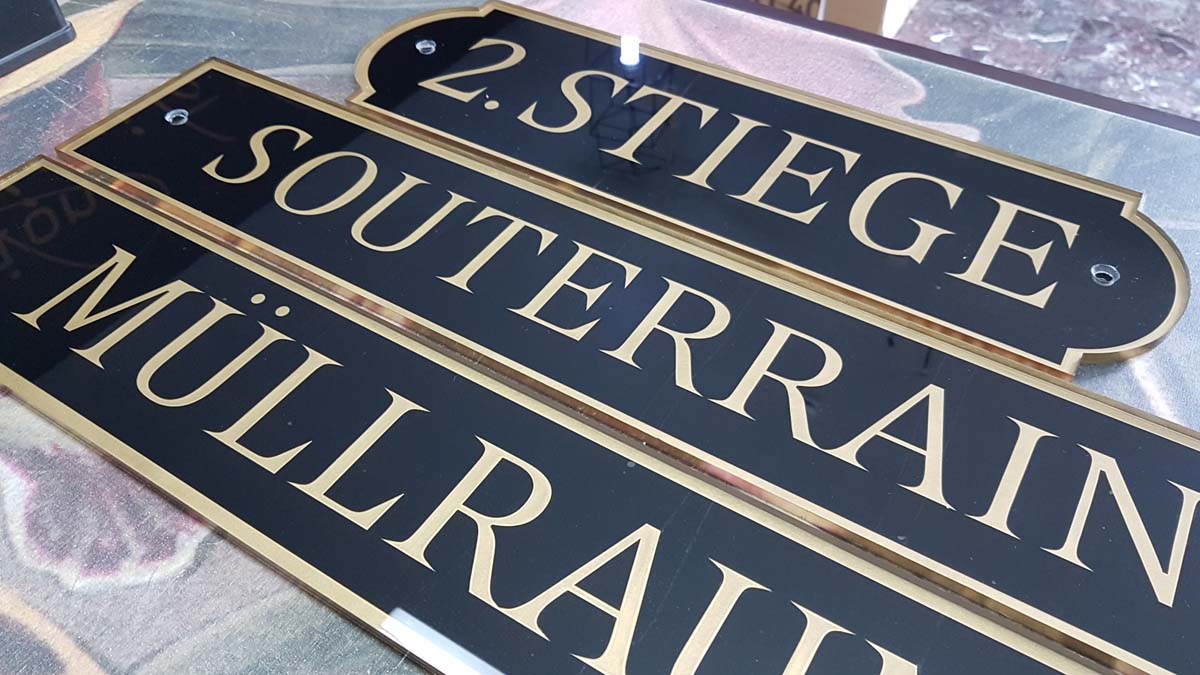 2. STIEGE
SOUTERRAIN
MÜLLRAU